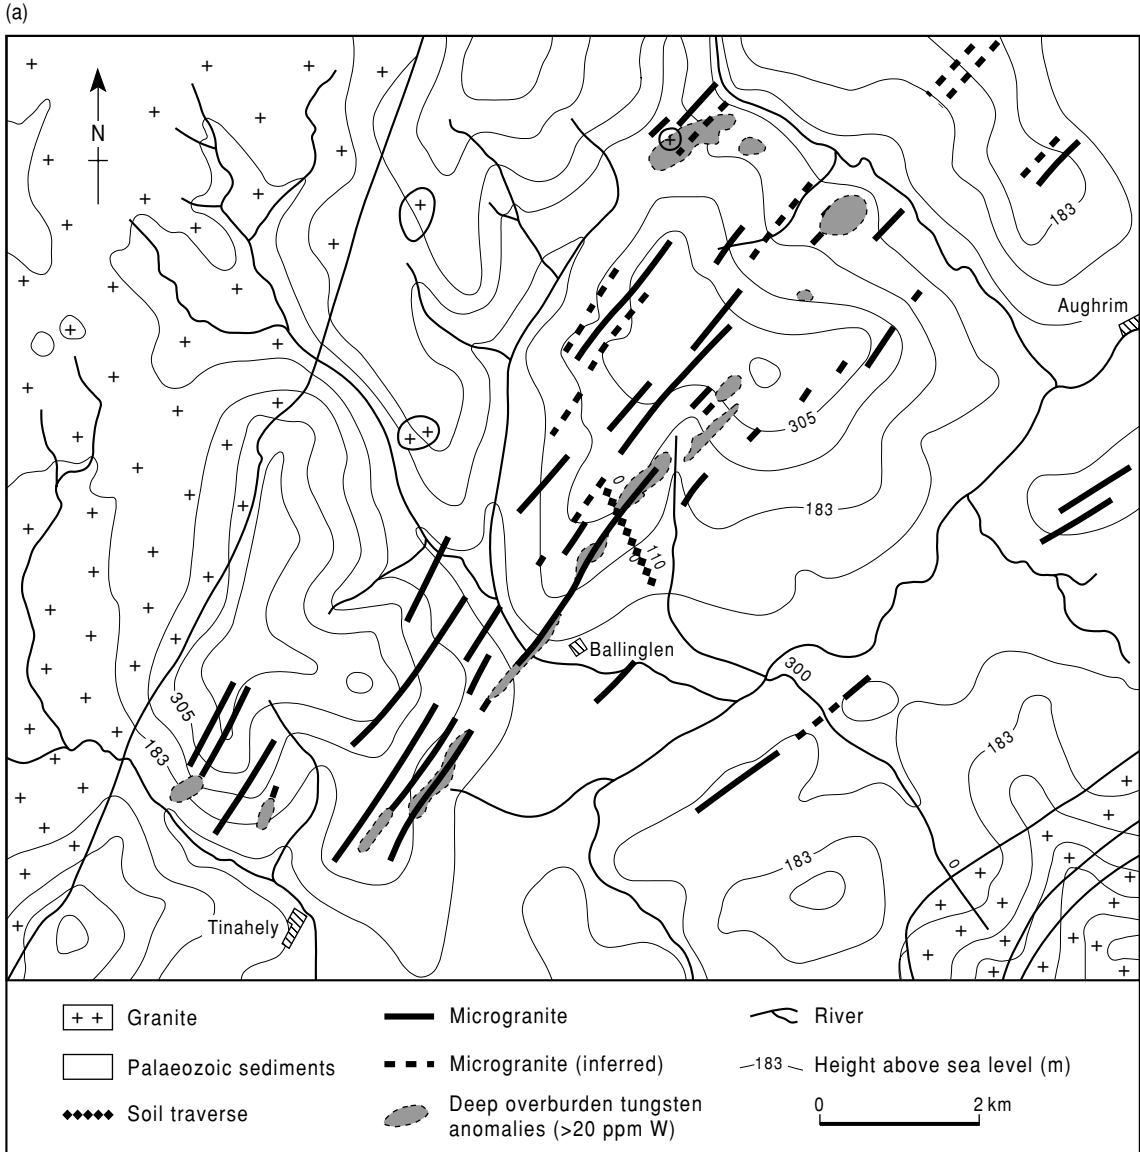 (a)
N
183
Aughrim
305
0
183
110
0
Ballinglen
300
305
183
183
183
0
Tinahely
Granite
Microgranite
River
Palaeozoic sediments
Microgranite (inferred)
183
Height above sea level (m)
Soil traverse
Deep overburden tungsten
anomalies (>20 ppm W)
0
2 km